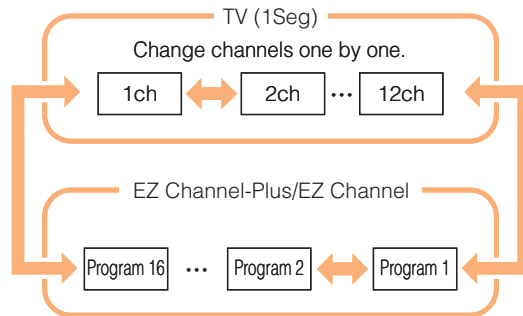 TV (1Seg)
Change channels one by one.
1ch 2ch ••• 12ch
EZ Channel-Plus/EZ Channel
Program 16 ••• Program 2 Program 1